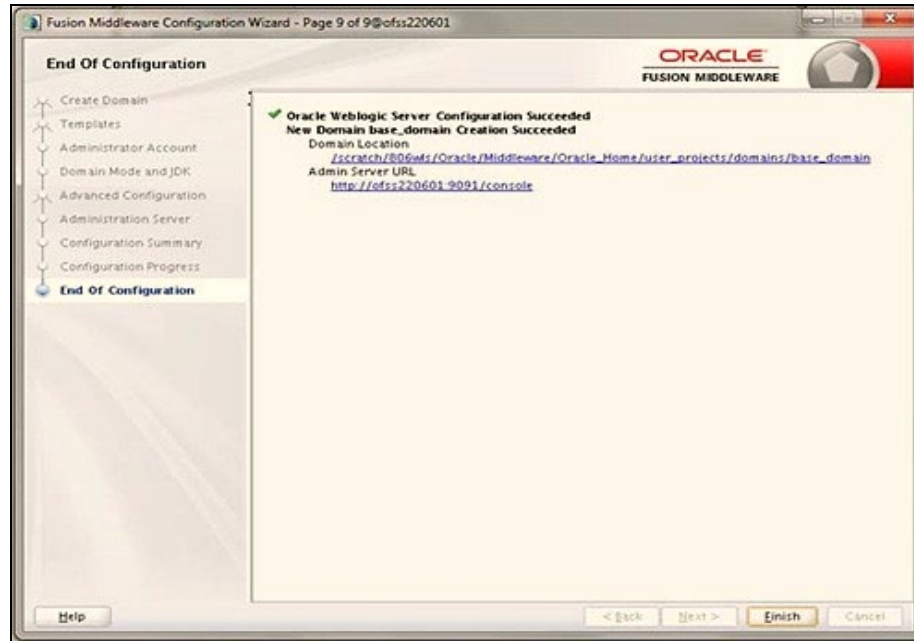 Fusion Middleware Configuration Wizard - Page 9 of 9@ofss220601
End Of Configuration
ORACLE
FUSION MIDDLEWARE
Create Domain
Templates
Administrator Account
Domain Mode and JDK
Advanced Configuration
Administration Server
Configuration Summary
Configuration Progress
End Of Configuration
Oracle Weblogic Server Configuration Succeeded
New Domain base_domain Creation Succeeded
Domain Location
/scratch/806wls/Oracle/Middleware/Oracle_Home/user_projects/domains/base_domain
Admin Server URL
http://ofss220601:9091/console
Help
< Back
Next >
Finish
Cancel